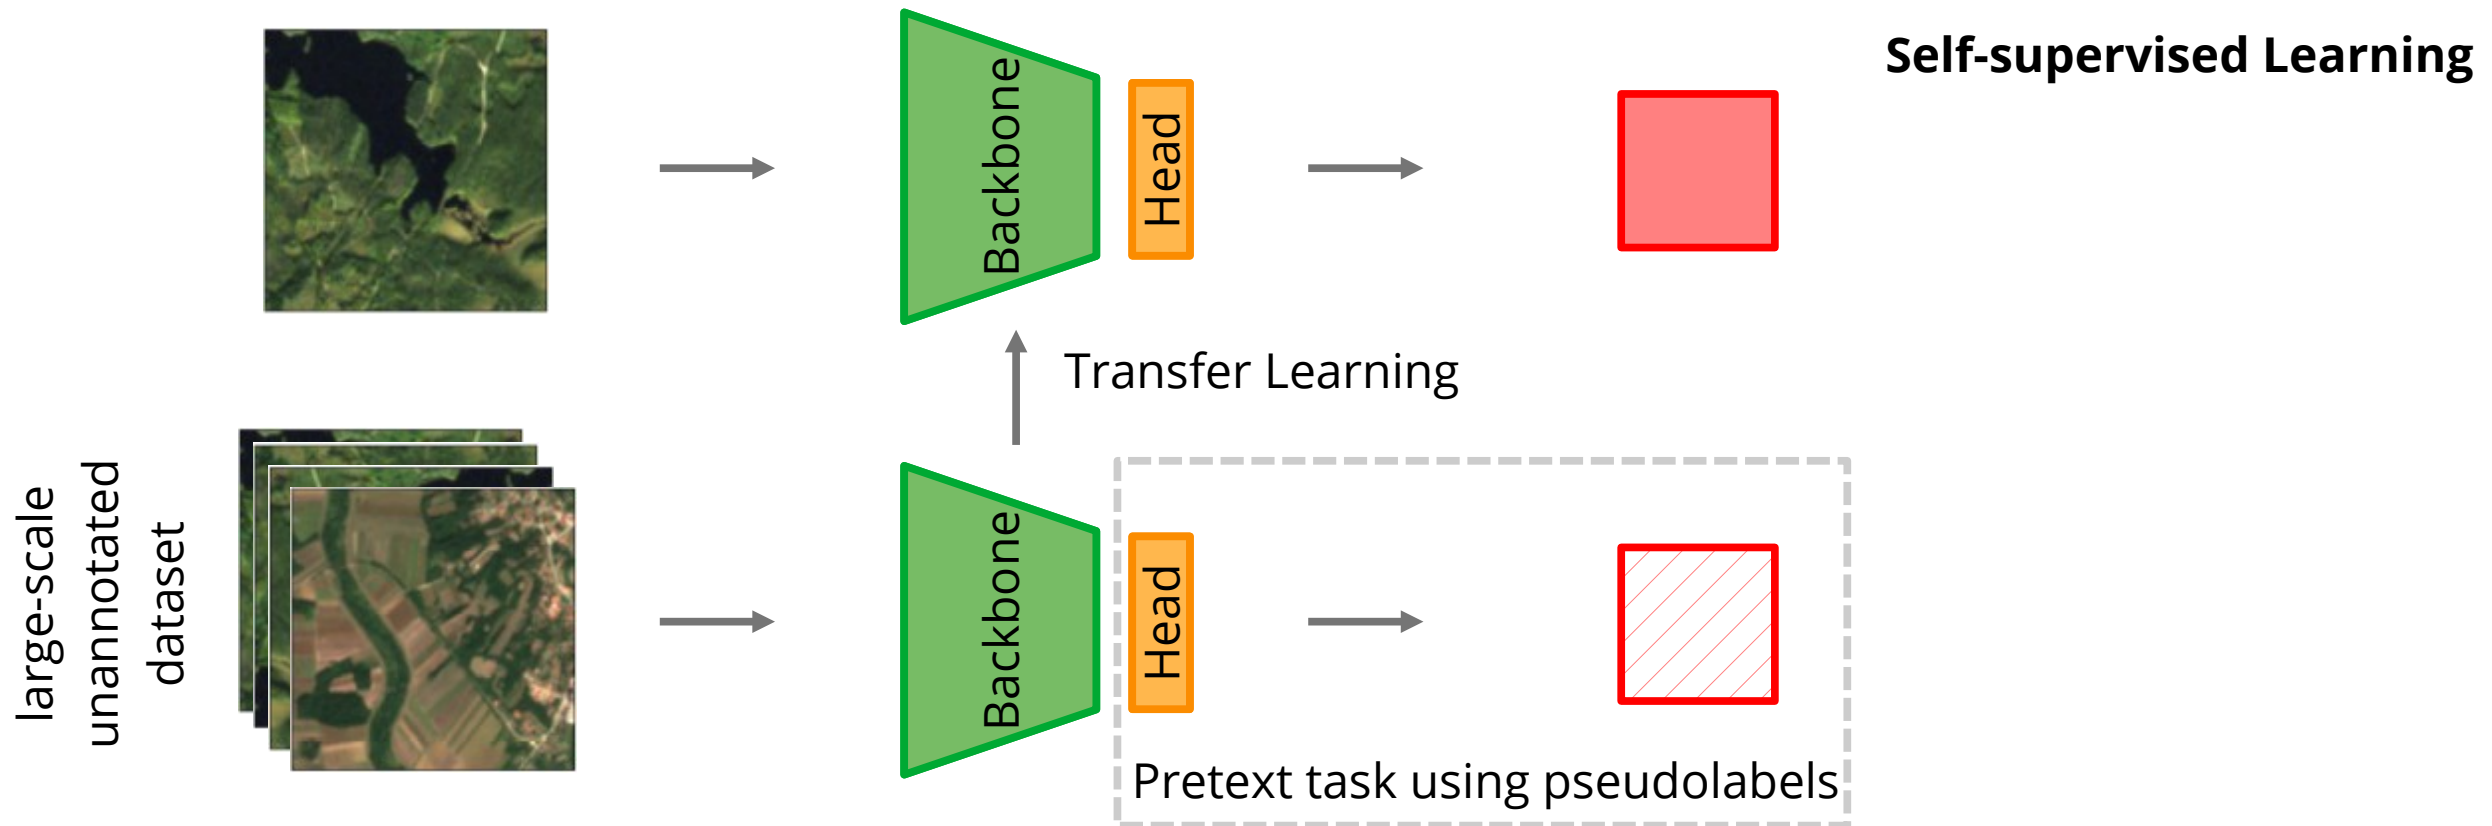 Self-supervised Learning
Backbone
Head
Transfer Learning
large-scale
unannotated
dataset
Backbone
Head
Pretext task using pseudolabels